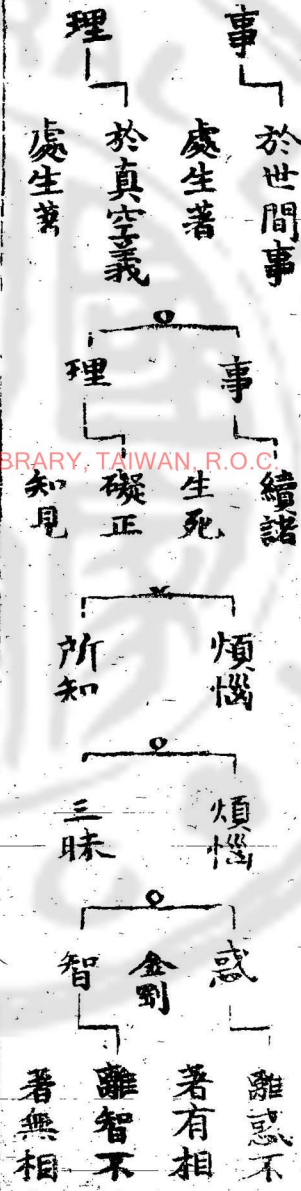 事
於世間事
處生著
理
於真空義
處生著
事
續諸
生死
理
礙正
知見
煩惱
所知
煩惱
三昧
惑
離惑不
著有相
金剛
智
離智不
著無相
BRARY, TAIWAN, R.O.C.